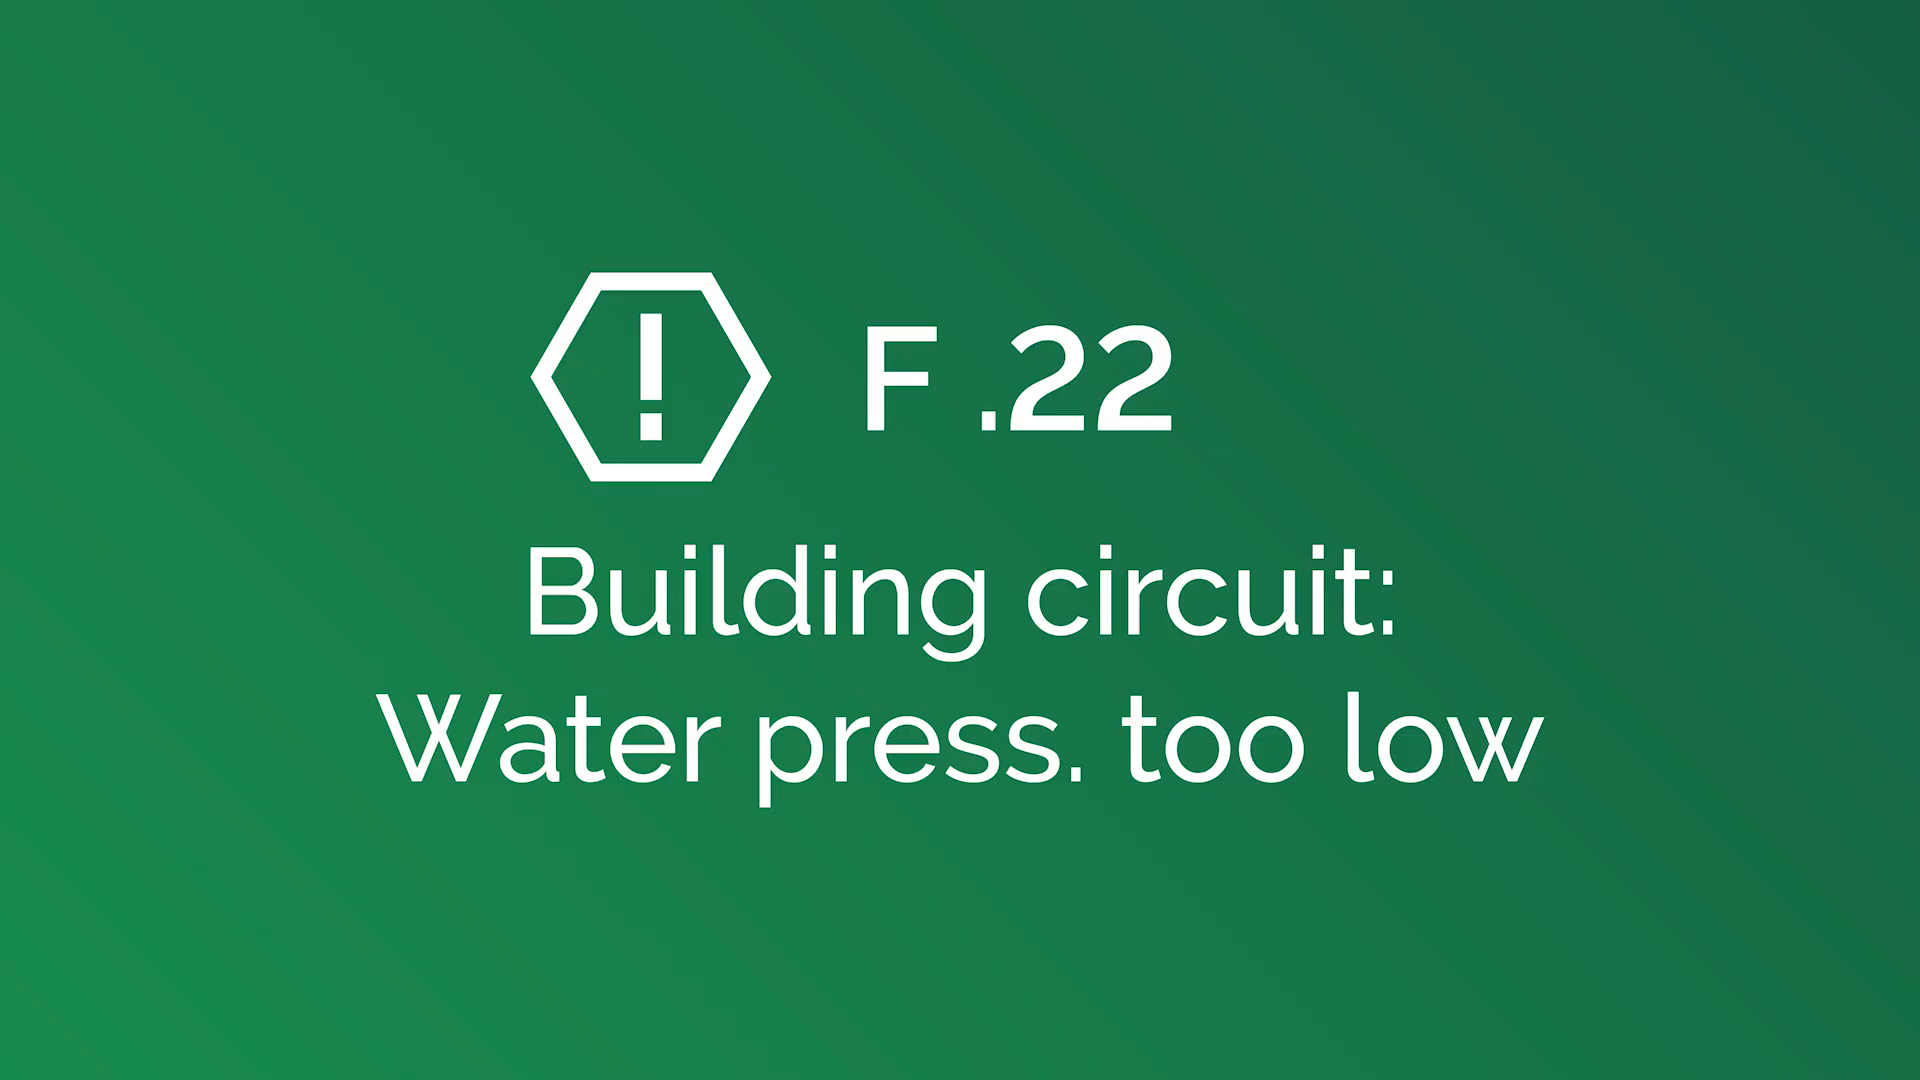 ! F .22
Building circuit:
Water press. too low